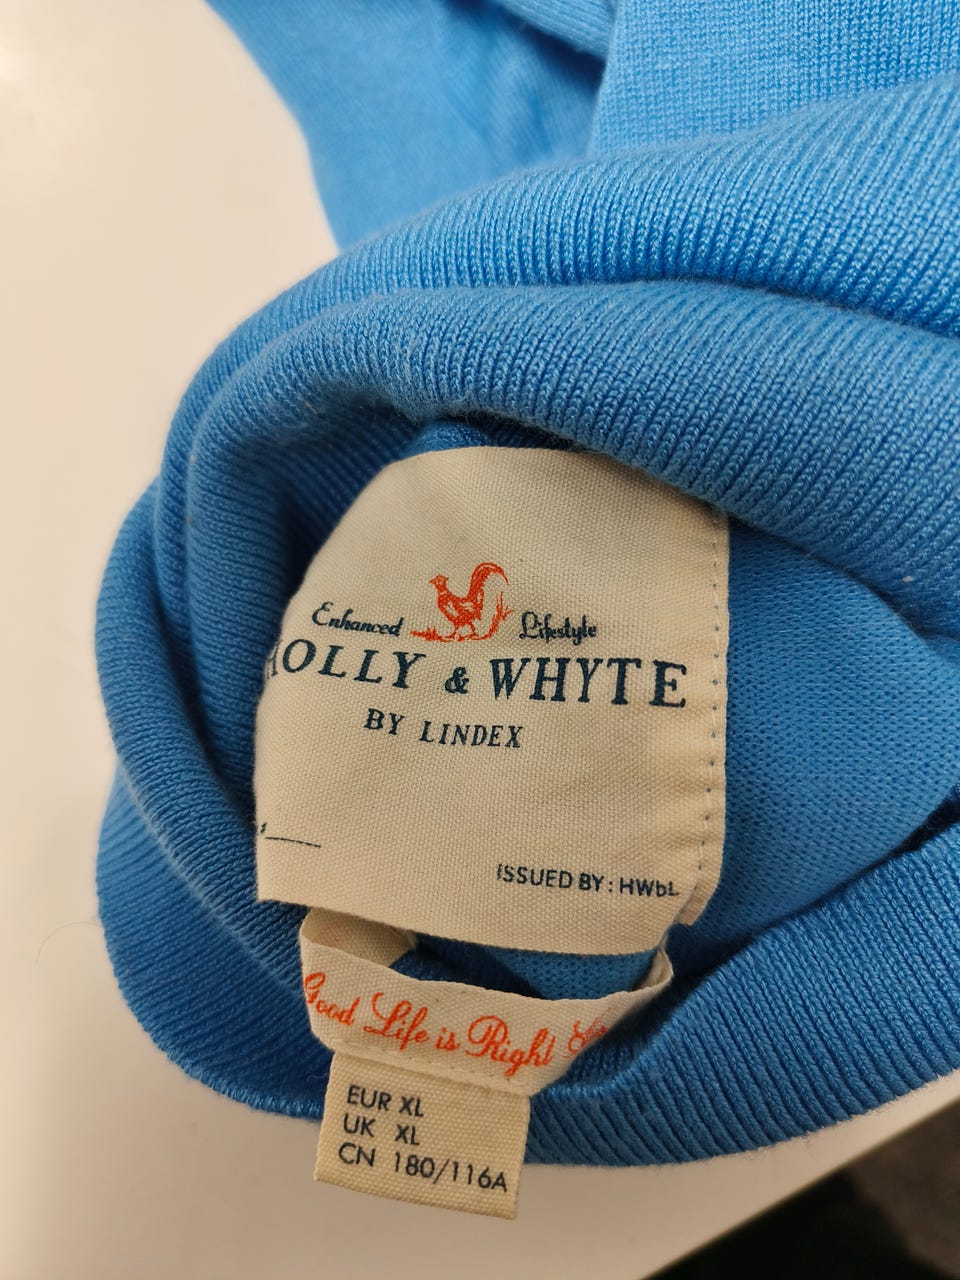 Enhanced Lifestyle
HOLLY & WHYTE
BY LINDEX
ISSUED BY: HWbL
Good Life is Right
EUR XL
UK XL
CN 180/116A